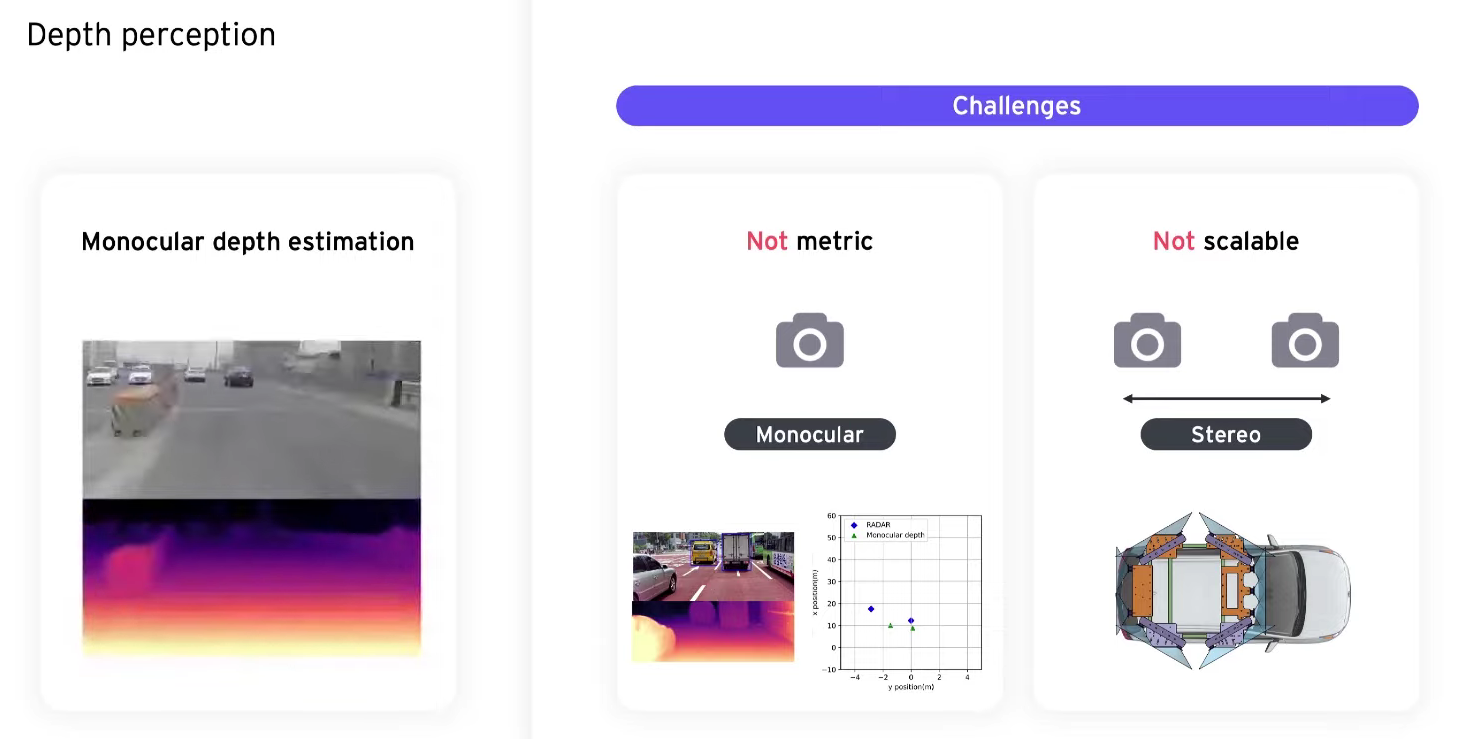 Depth perception
Challenges
Monocular depth estimation
Not metric
Monocular
RADAR
Monocular depth
60
50
40
30
20
10
0
−10
x position(m)
−4 −2 0 2 4
y position(m)
Not scalable
Stereo